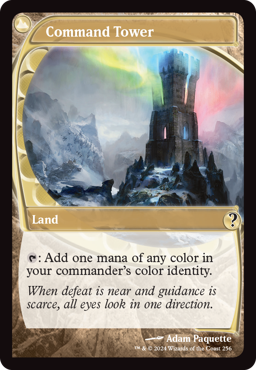 Command Tower
Land
: Add one mana of any color in
your commander's color identity.
When defeat is near and guidance is
scarce, all eyes look in one direction.
Adam Paquette
™ & © 2024 Wizards of the Coast 256